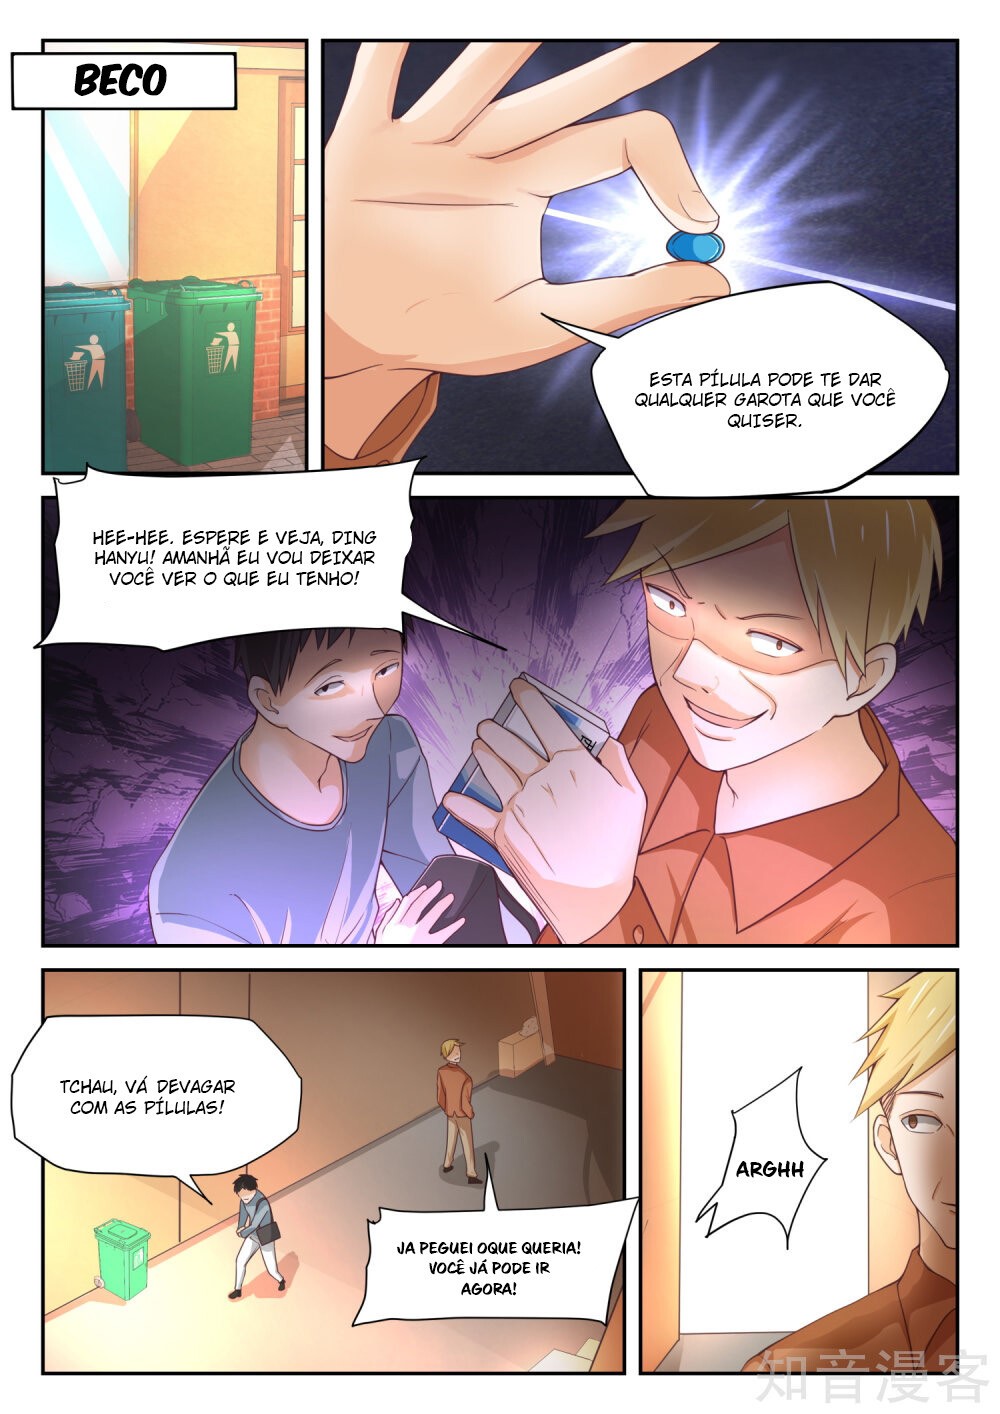 BECO
ESTA PÍLULA PODE TE DAR
QUALQUER GAROTA QUE VOCÊ
QUISER.
HEE-HEE. ESPERE E VEJA, DING
HANYU! AMANHÃ EU VOU DEIXAR
VOCÊ VER O QUE EU TENHO!
TCHAU, VÁ DEVAGAR
COM AS PÍLULAS!
JA PEGUEI OQUE QUERIA!
VOCÊ JÁ PODE IR
AGORA!
ARGHH
知音漫客